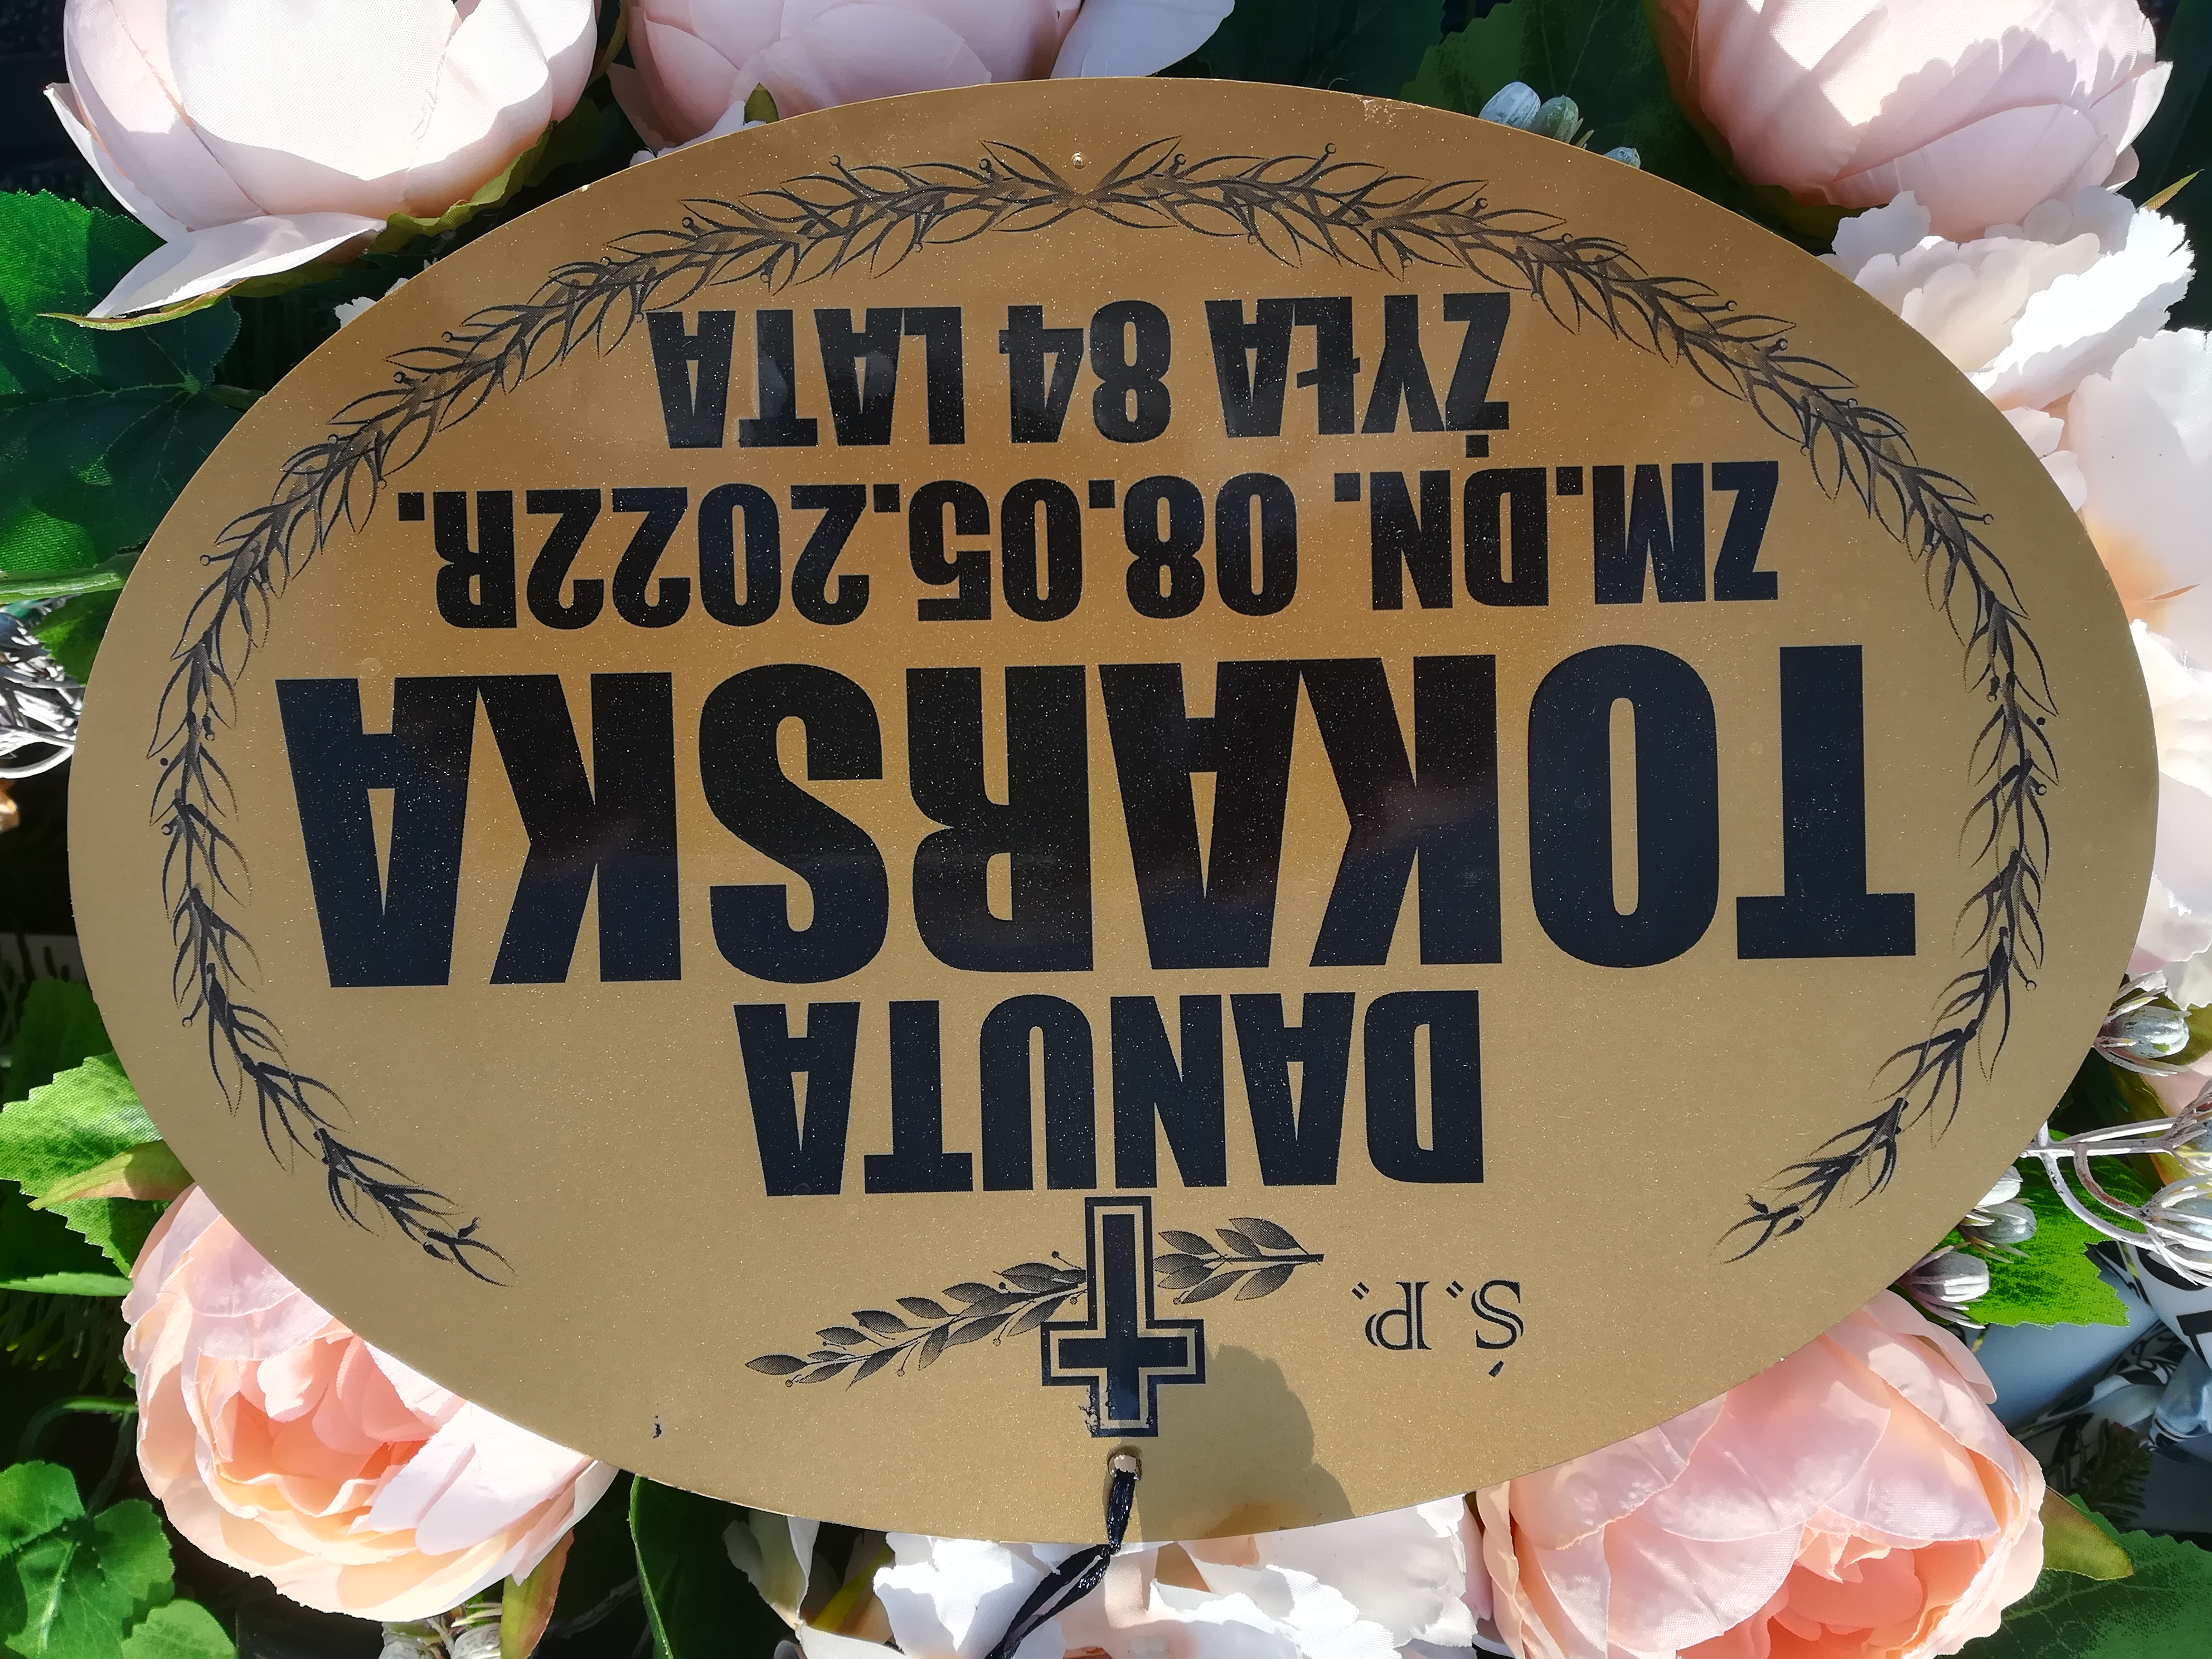 Ś.P.
DANUTA
TOKARSKA
ZM.DN. 08.05.2022R.
ŻYŁA 84 LATA